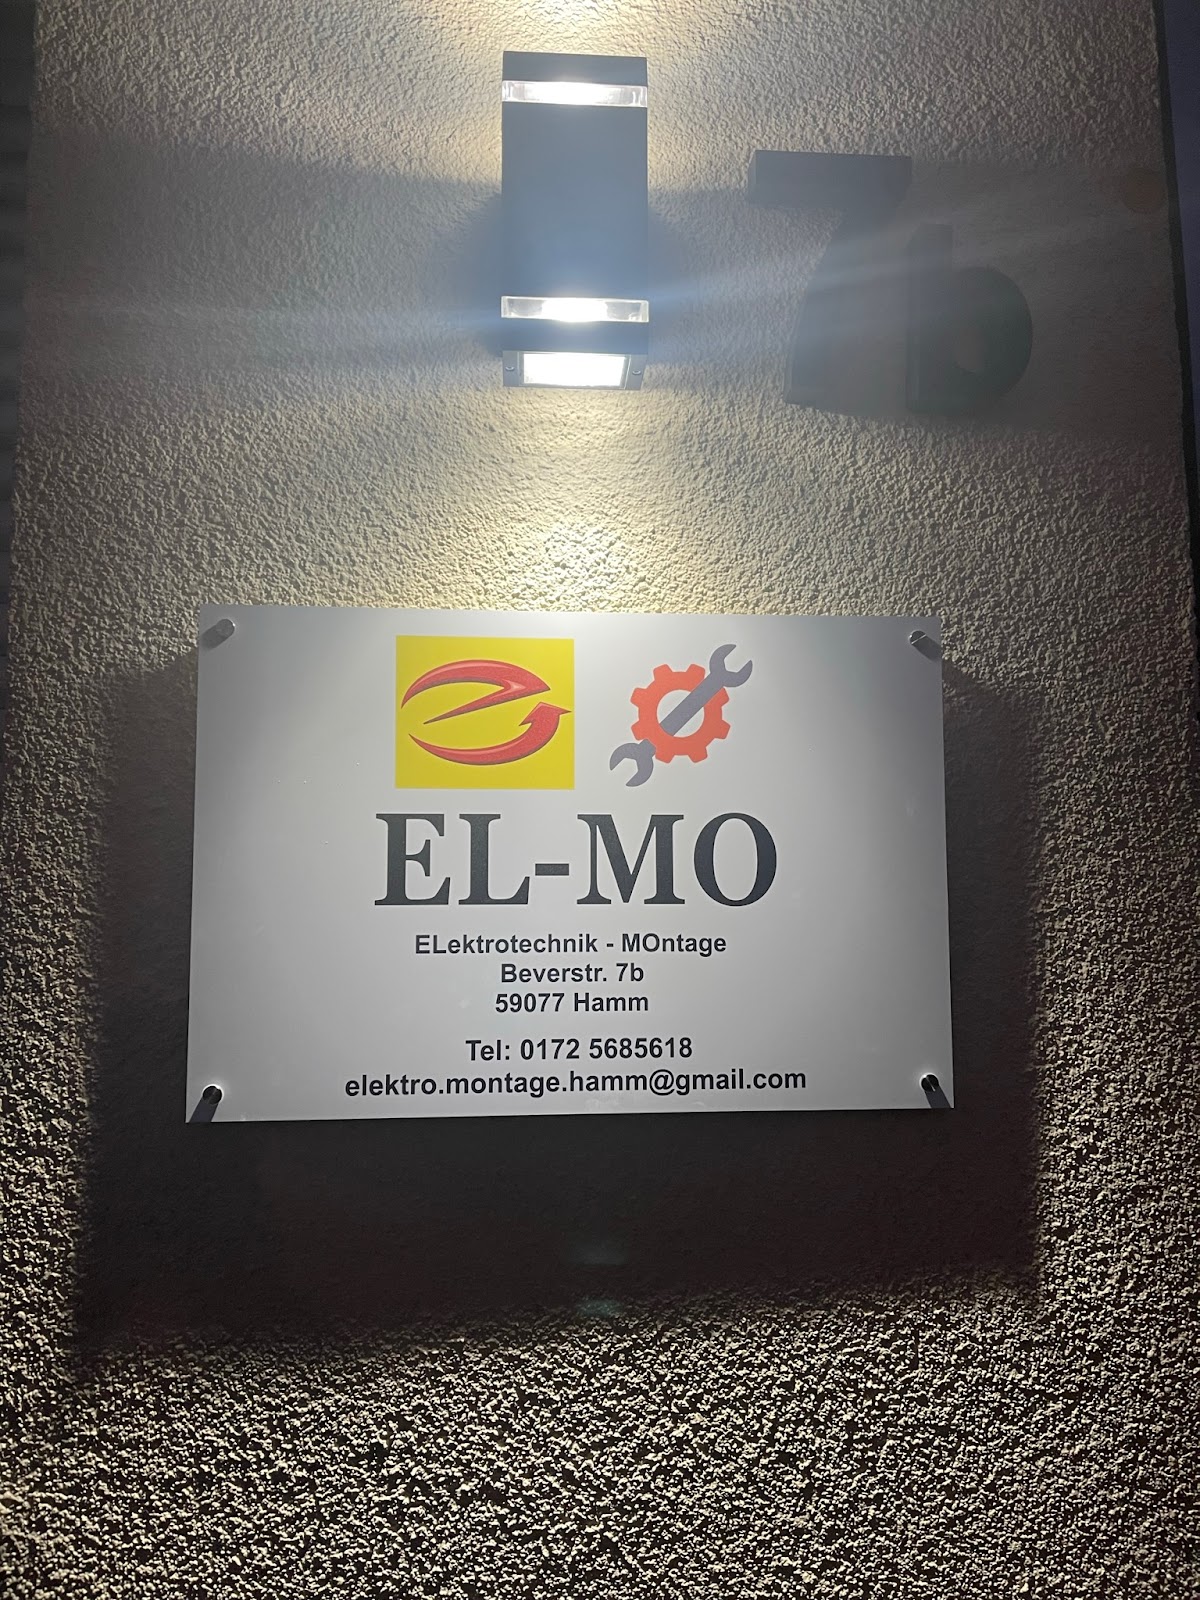 7b
EL-MO
ELektrotechnik - MOntage
Beverstr. 7b
59077 Hamm
Tel: 0172 5685618
elektro.montage.hamm@gmail.com